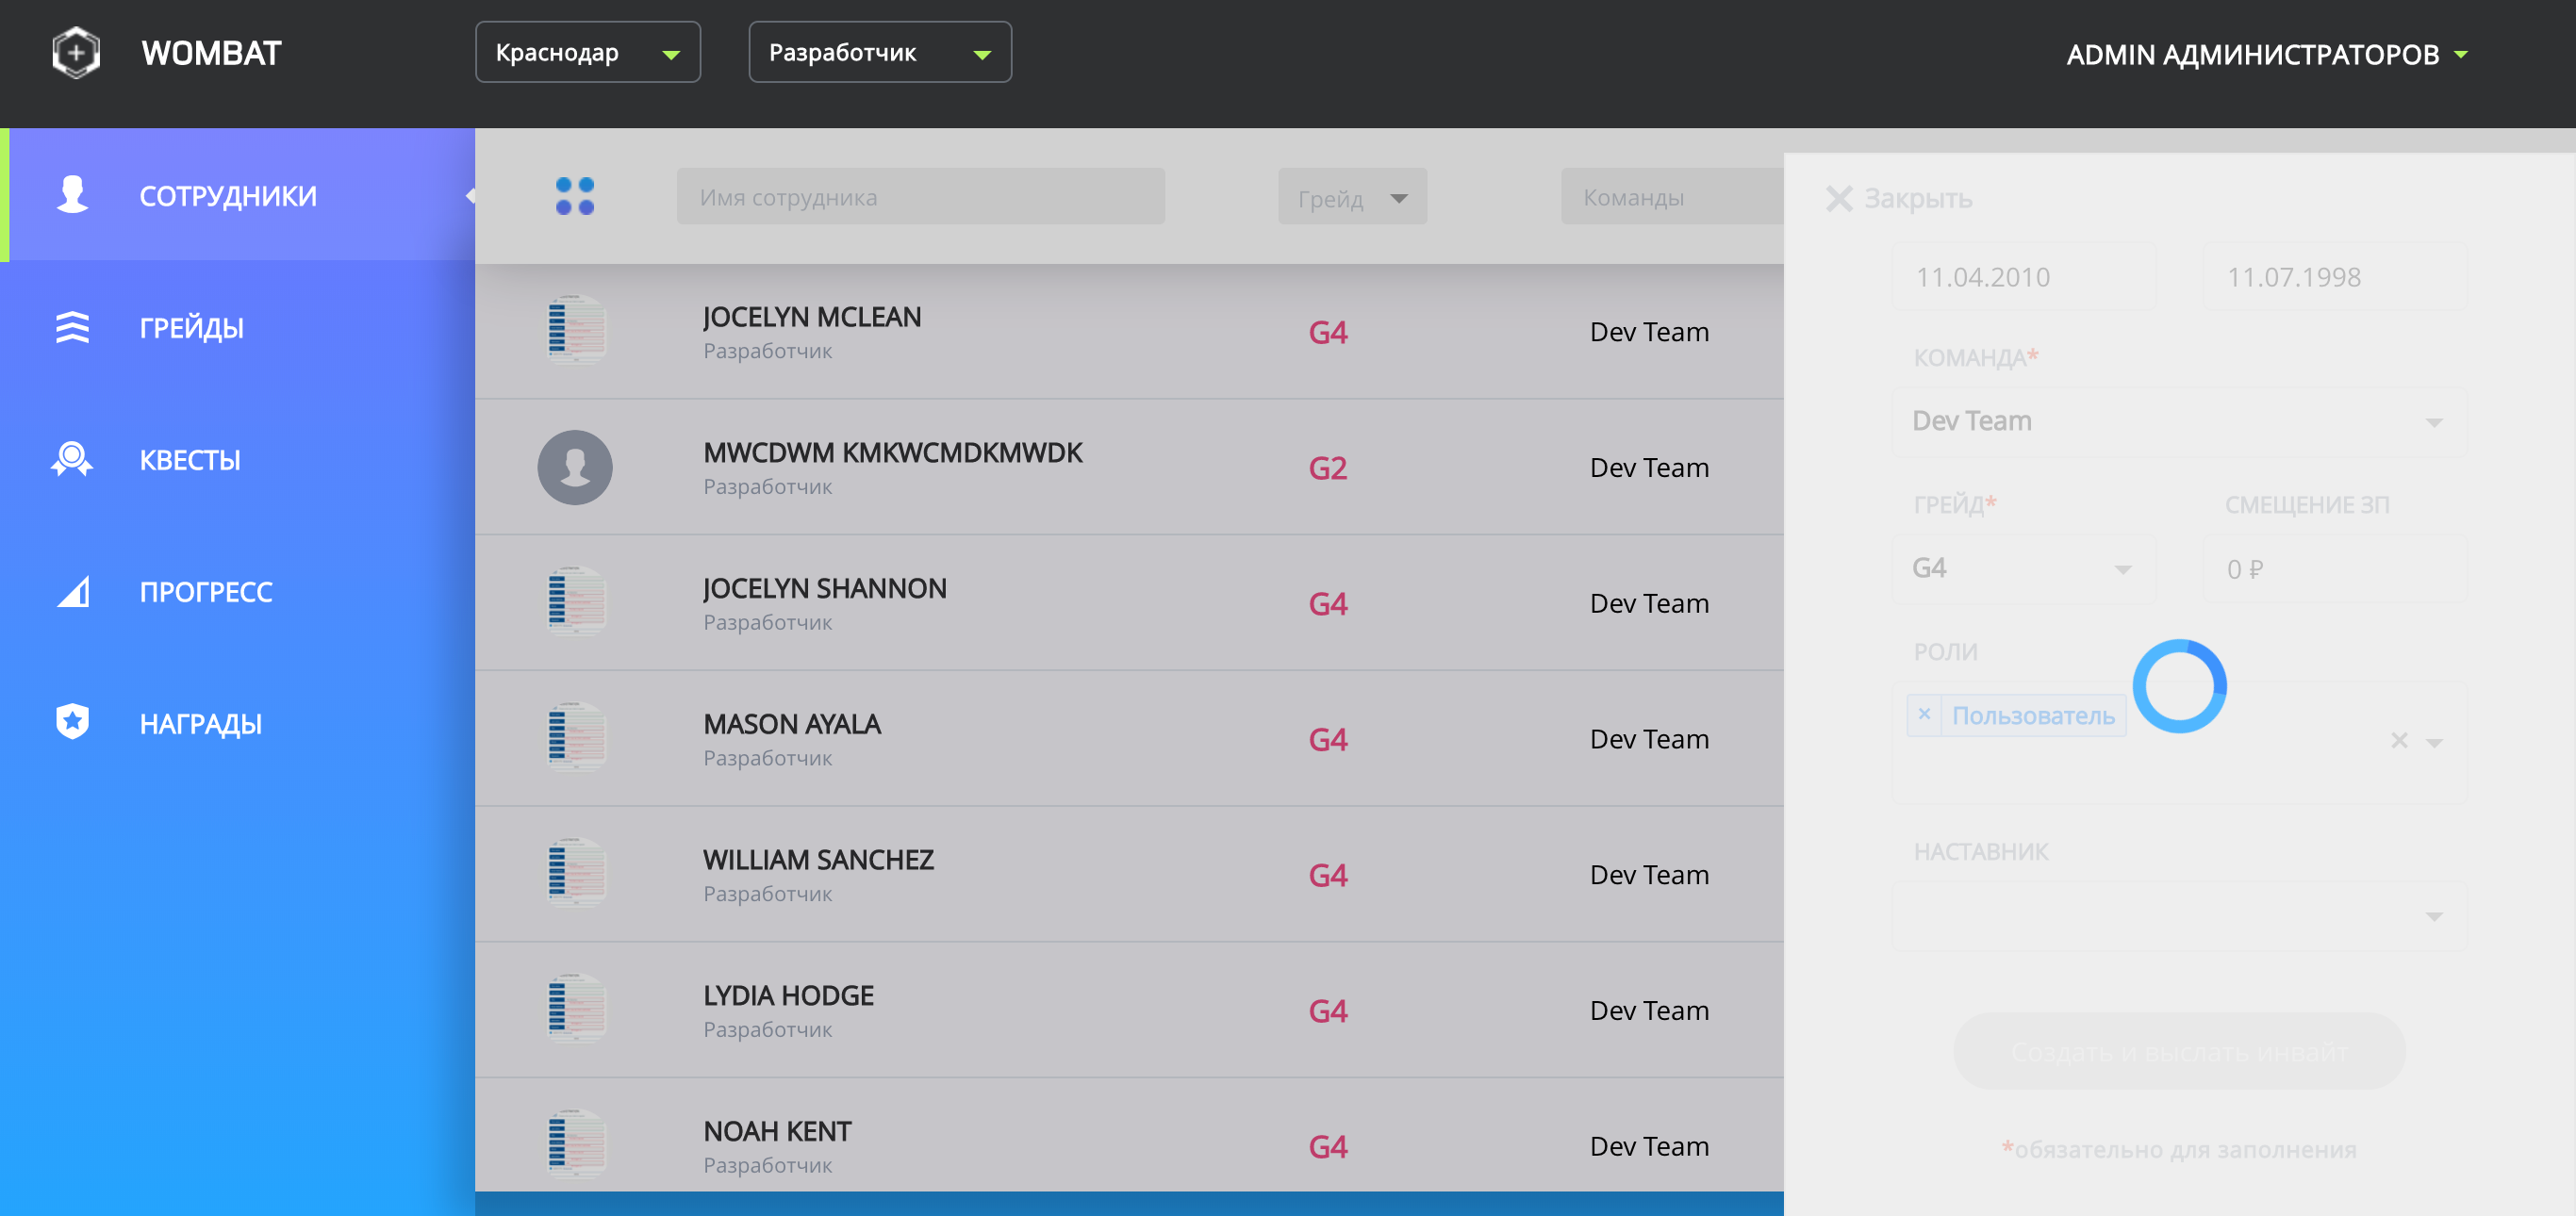 WOMBAT
Краснодар
Разработчик
ADMIN АДМИНИСТРАТОРОВ
СОТРУДНИКИ
ГРЕЙДЫ
КВЕСТЫ
ПРОГРЕСС
НАГРАДЫ
Имя сотрудника
Грейд
Команды
JOCELYN MCLEAN
Разработчик
G4
Dev Team
MWCDWM KMKWCMDKMWDK
Разработчик
G2
Dev Team
JOCELYN SHANNON
Разработчик
G4
Dev Team
MASON AYALA
Разработчик
G4
Dev Team
WILLIAM SANCHEZ
Разработчик
G4
Dev Team
LYDIA HODGE
Разработчик
G4
Dev Team
NOAH KENT
Разработчик
G4
Dev Team
Закрыть
11.04.2010
11.07.1998
КОМАНДА*
Dev Team
ГРЕЙД*
СМЕЩЕНИЕ ЗП
G4
0 ₽
РОЛИ
× Пользователь
НАСТАВНИК
Создать и выслать инвайт
*обязательно для заполнения